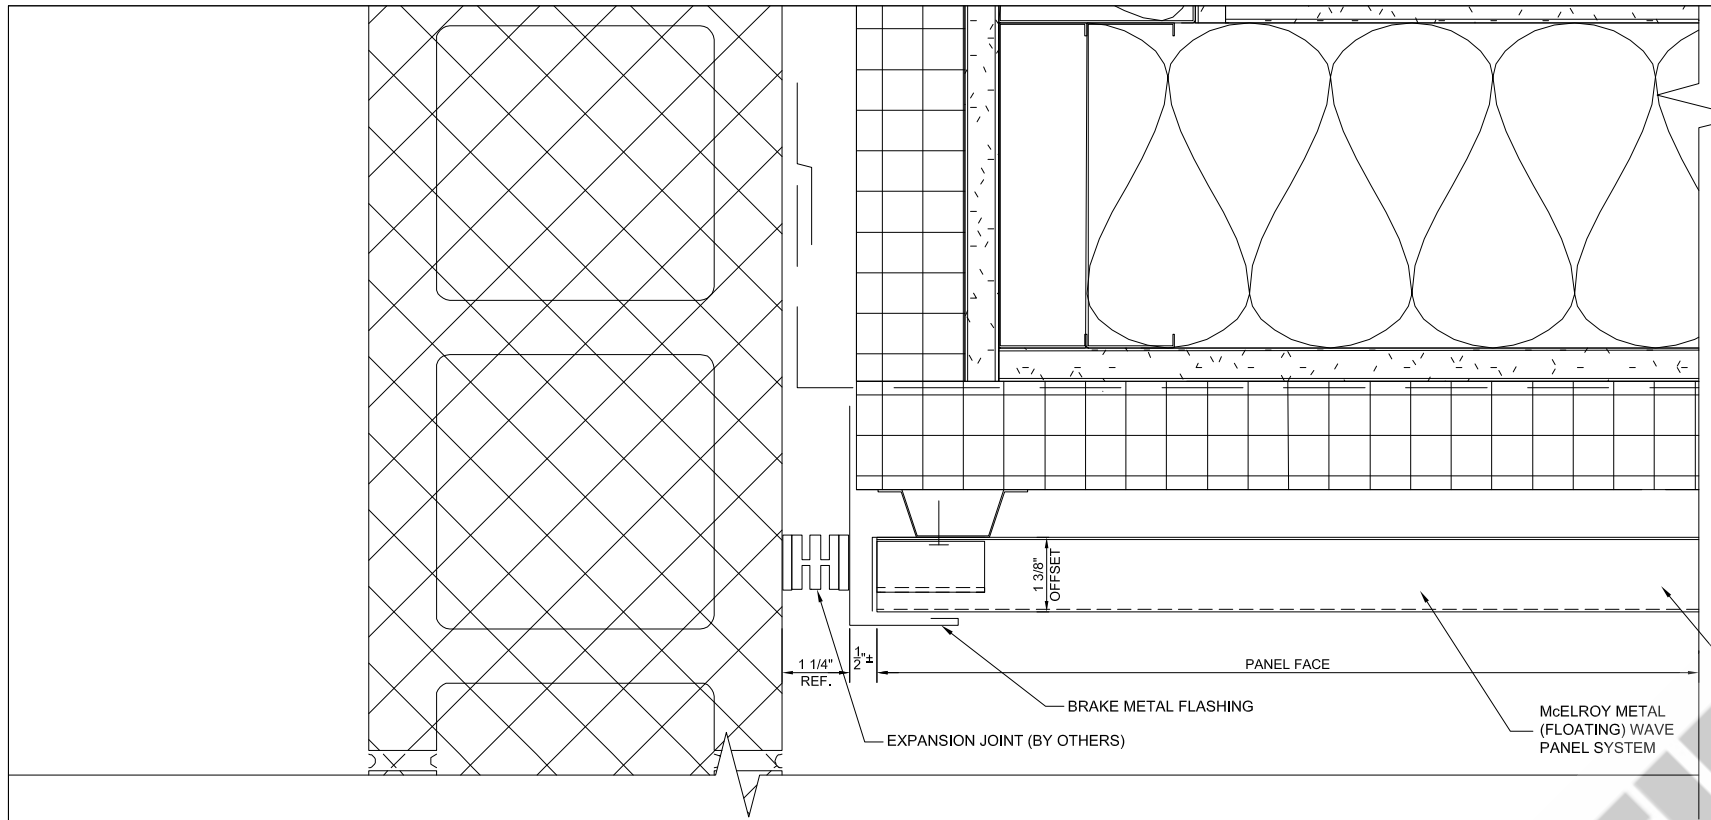 1 3/8"
OFFSET
1 1/4"
REF.
1/2"±
PANEL FACE
BRAKE METAL FLASHING
EXPANSION JOINT (BY OTHERS)
McELROY METAL
(FLOATING) WAVE
PANEL SYSTEM